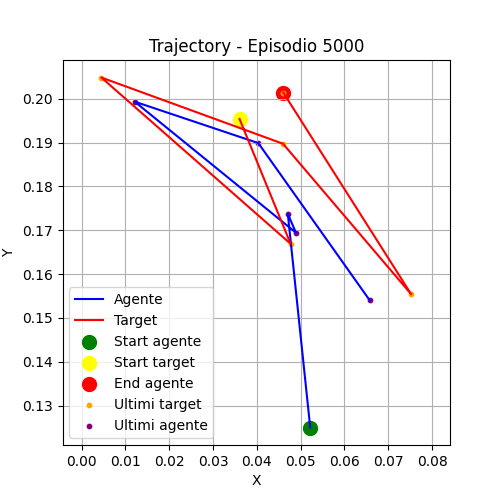 Trajectory - Episodio 5000
0.20
0.19
0.18
0.17
0.16
0.15
0.14
0.13
Y
Agente
Target
Start agente
Start target
End agente
Ultimi target
Ultimi agente
0.00 0.01 0.02 0.03 0.04 0.05 0.06 0.07 0.08
X